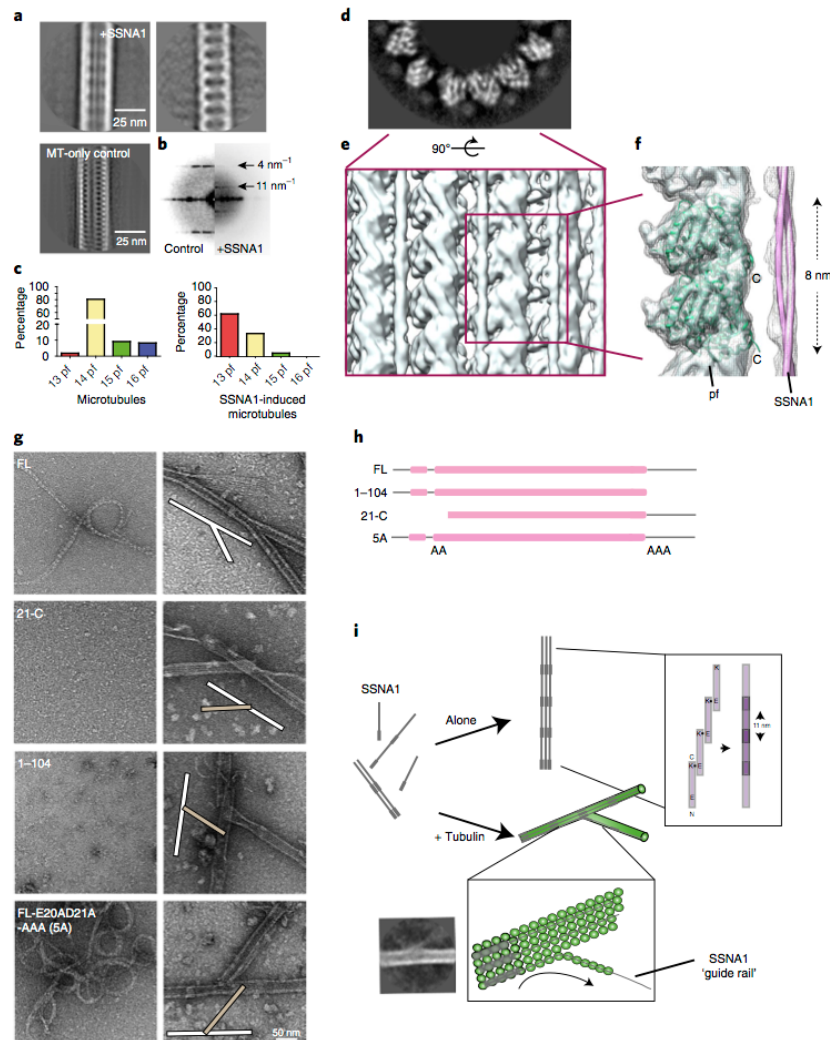 a
+SSNA1
25 nm
MT-only control
25 nm
b
4 nm⁻¹
11 nm⁻¹
Control
+SSNA1
c
Percentage
100
80
60
20
10
0
13 pf
14 pf
15 pf
16 pf
Microtubules
Percentage
100
80
60
40
20
0
13 pf
14 pf
15 pf
16 pf
SSNA1-induced
microtubules
d
e
90°
f
C
C
8 nm
pf
SSNA1
g
FL
21-C
1–104
FL-E20AD21A
-AAA (5A)
50 nm
h
FL
1–104
21-C
5A
AA
AAA
i
SSNA1
Alone
+ Tubulin
K
K
E
K
E
C
K
E
E
N
11 nm
SSNA1
'guide rail'